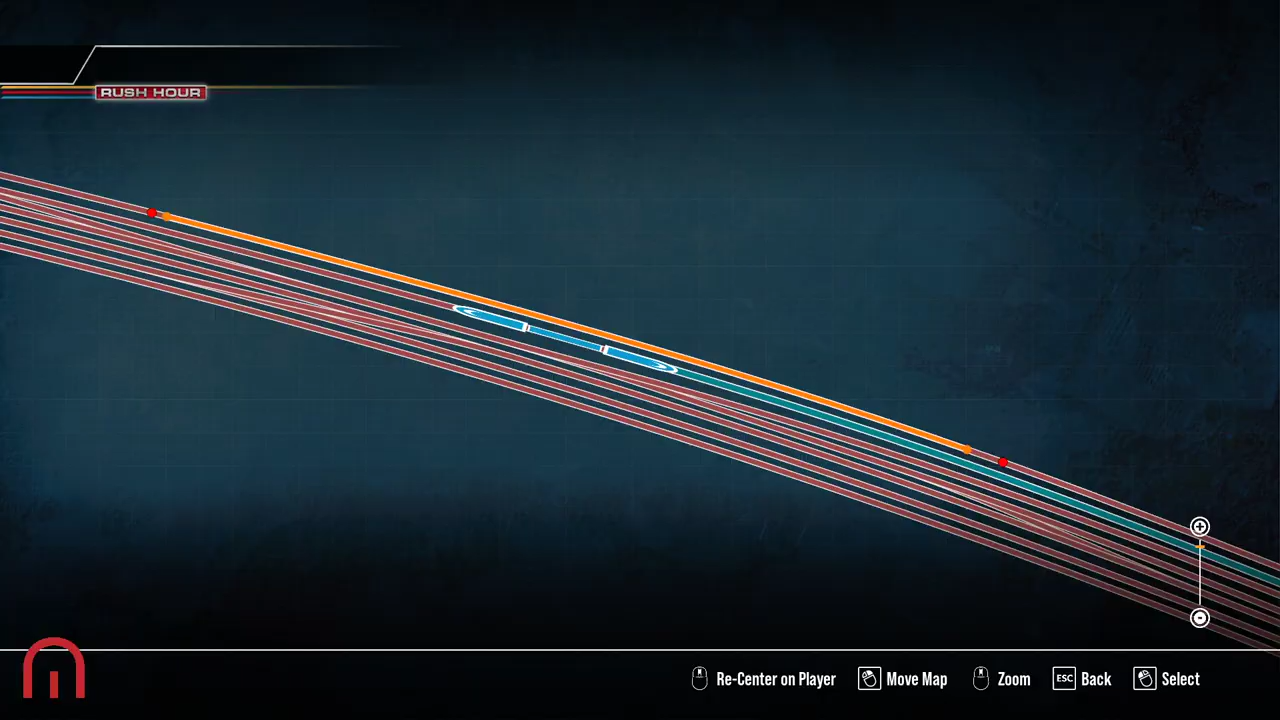 RUSH HOUR
Re-Center on Player
Move Map
Zoom
ESC Back
Select